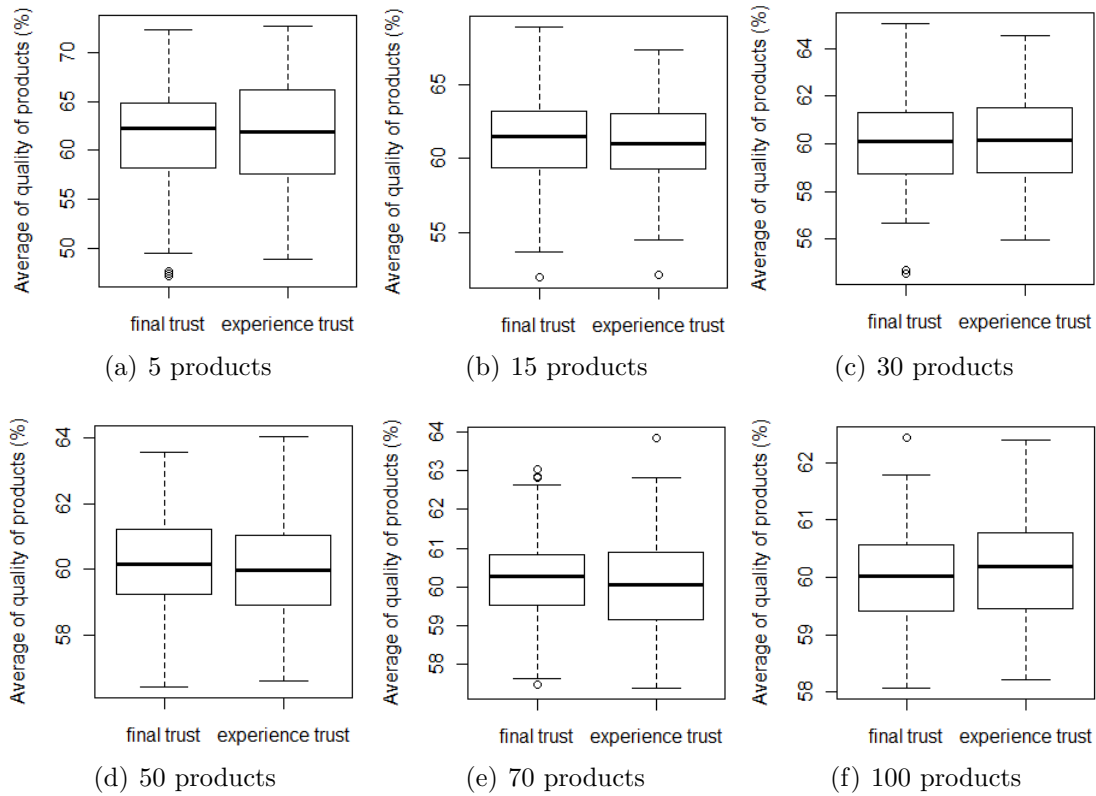 Average of quality of products (%)
70
65
60
55
50
final trust experience trust
(a) 5 products
Average of quality of products (%)
65
60
55
final trust experience trust
(b) 15 products
Average of quality of products (%)
64
62
60
58
56
final trust experience trust
(c) 30 products
Average of quality of products (%)
64
62
60
58
final trust experience trust
(d) 50 products
Average of quality of products (%)
64
63
62
61
60
59
58
final trust experience trust
(e) 70 products
Average of quality of products (%)
62
61
60
59
58
final trust experience trust
(f) 100 products